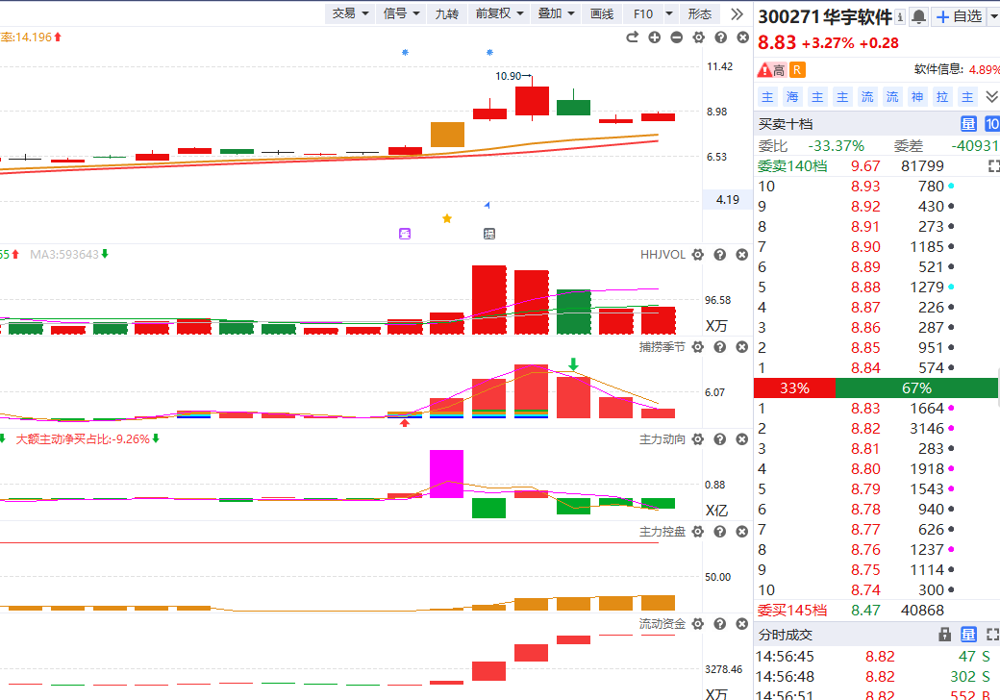 交易 信号 九转 前复权 叠加 画线 F10 形态
300271 华宇软件 自选
8.83 +3.27% +0.28
率:14.196
高 R
软件信息: 4.89%
主 海 主 主 流 流 神 拉 主
10.90
11.42
8.98
6.53
4.19
提
买卖十档 量 10
委比 -33.37% 委差 -40931
委卖140档 9.67 81799
10 8.93 780
9 8.92 430
8 8.91 273
7 8.90 1185
6 8.89 521
5 8.88 1279
4 8.87 226
3 8.86 287
2 8.85 951
1 8.84 574
33% 67%
1 8.83 1664
2 8.82 3146
3 8.81 283
4 8.80 1918
5 8.79 1543
6 8.78 940
7 8.77 626
8 8.76 1237
9 8.75 1114
10 8.74 300
委买145档 8.47 40868
分时成交 量
14:56:45 8.82 47 S
14:56:48 8.82 302 S
14:56:51 8.82 552 B
55 MA3:593643
HHJVOL
96.58
X万
捕捞季节
6.07
大额主动净买占比:-9.26%
主力动向
0.88
X亿
主力控盘
50.00
流动资金
3278.46
X万